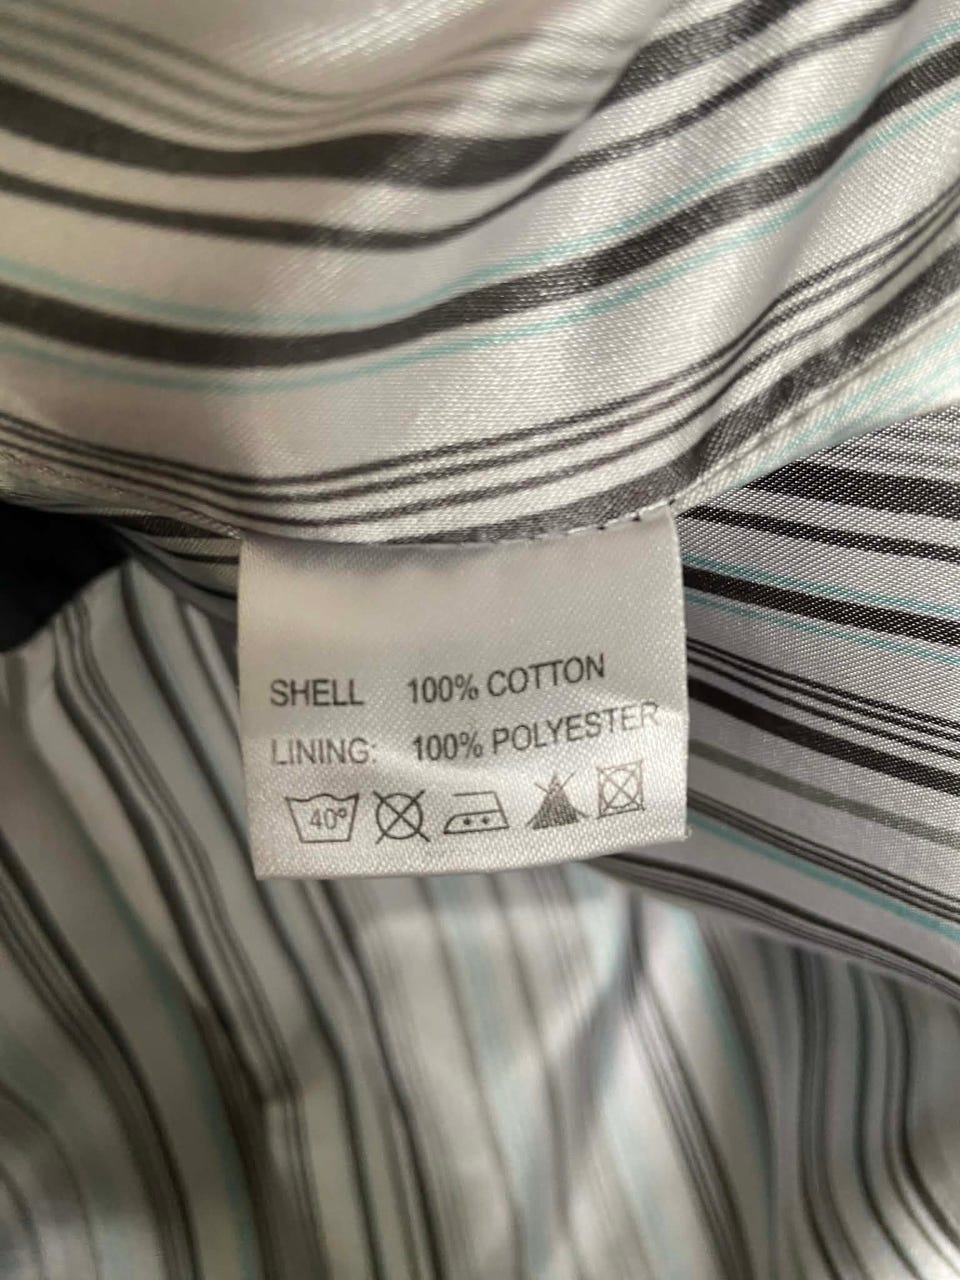 SHELL 100% COTTON
LINING: 100% POLYESTER
40°